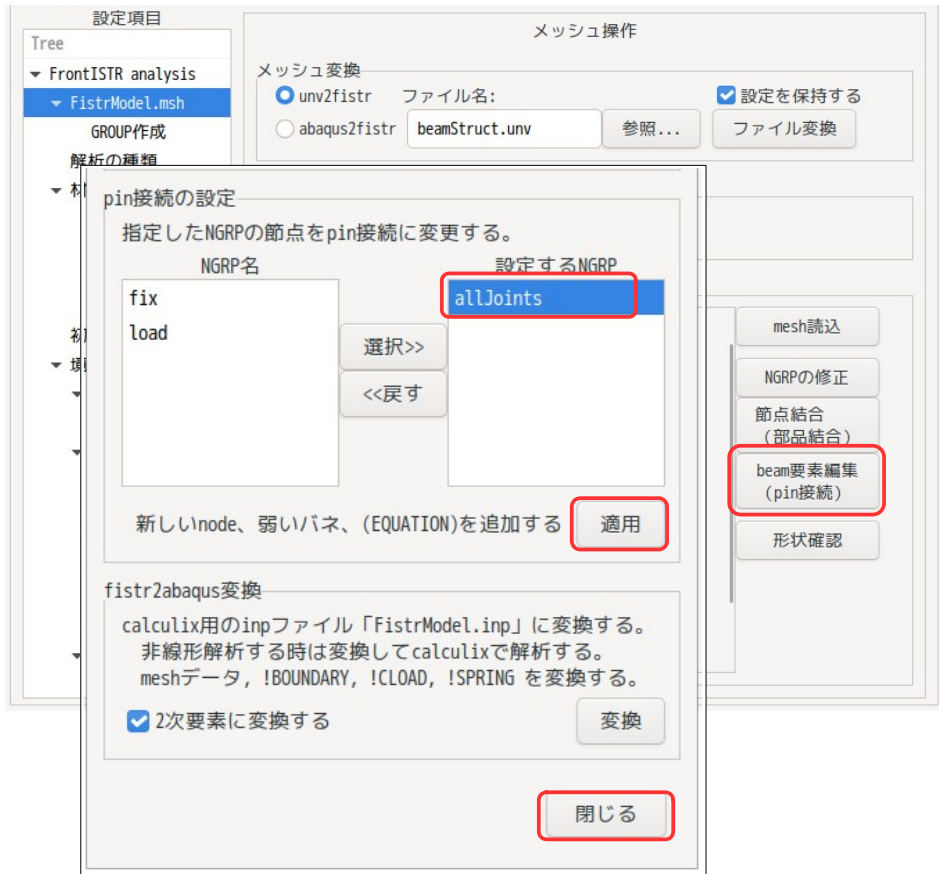 設定項目
Tree
FrontISTR analysis
FistrModel.msh
GROUP作成
解析の種類
メッシュ操作
メッシュ変換
unv2fistr
ファイル名:
設定を保持する
abaqus2fistr
beamStruct.unv
参照...
ファイル変換
pin接続の設定
指定したNGRPの節点をpin接続に変更する。
NGRP名
設定するNGRP
fix
load
allJoints
選択>>
<<戻す
新しいnode、弱いバネ、(EQUATION)を追加する
適用
fistr2abaqus変換
calculix用のinpファイル「FistrModel.inp」に変換する。
非線形解析する時は変換してcalculixで解析する。
meshデータ, !BOUNDARY, !CLOAD, !SPRING を変換する。
2次要素に変換する
変換
閉じる
mesh読込
NGRPの修正
節点結合
(部品結合)
beam要素編集
(pin接続)
形状確認